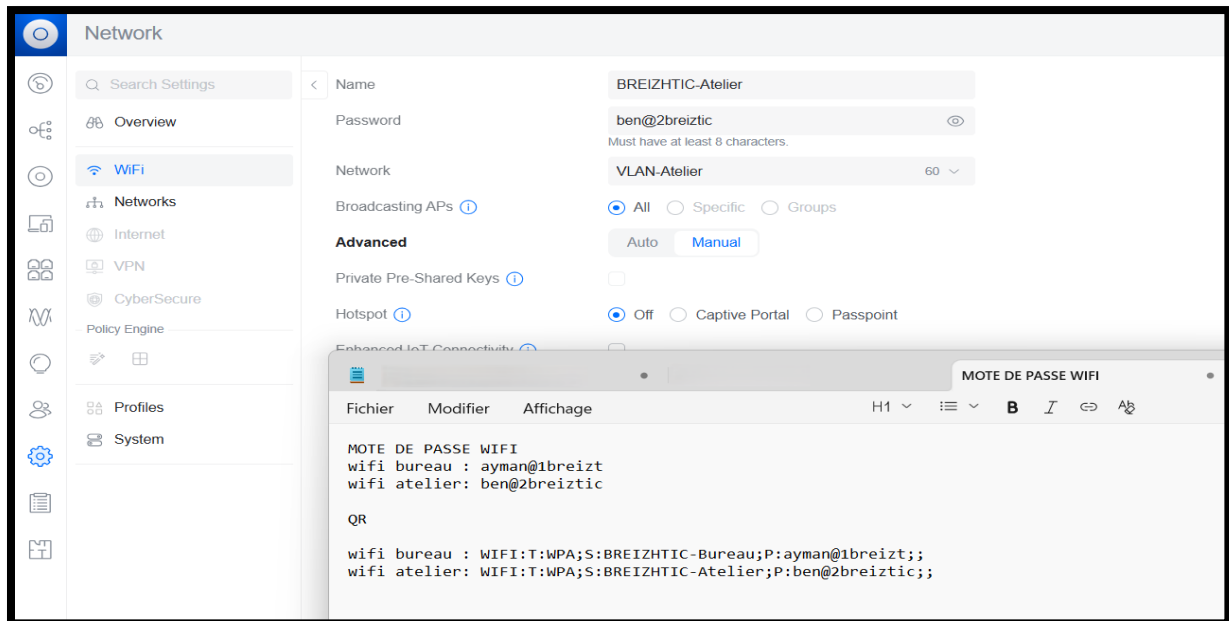 Network
Search Settings
Overview
WiFi
Networks
Internet
VPN
CyberSecure
Policy Engine
Profiles
System
Name BREIZHTIC-Atelier
Password ben@2breiztic
Must have at least 8 characters.
Network VLAN-Atelier 60
Broadcasting APs All Specific Groups
Advanced Auto Manual
Private Pre-Shared Keys
Hotspot Off Captive Portal Passpoint
Enhanced IoT Connectivity
MOTE DE PASSE WIFI
Fichier Modifier Affichage H1 B I
MOTE DE PASSE WIFI
wifi bureau : ayman@1breizt
wifi atelier: ben@2breiztic
QR
wifi bureau : WIFI:T:WPA;S:BREIZHTIC-Bureau;P:ayman@1breizt;;
wifi atelier: WIFI:T:WPA;S:BREIZHTIC-Atelier;P:ben@2breiztic;;